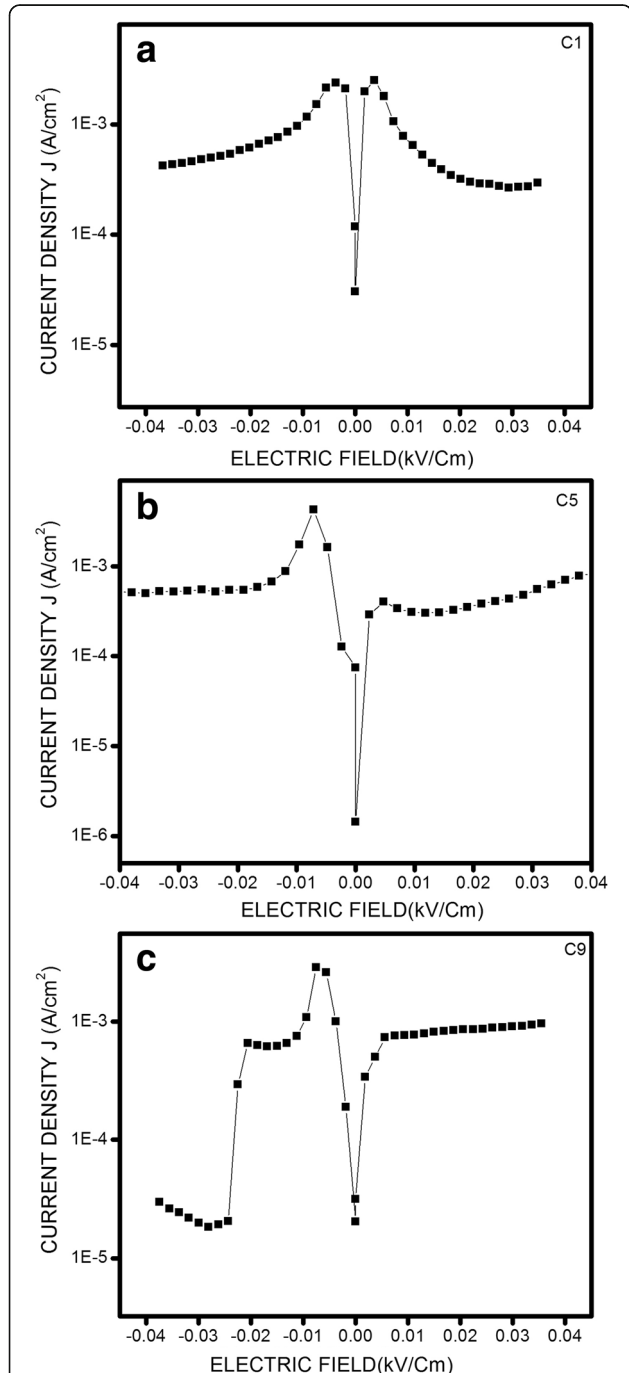 a
C1
CURRENT DENSITY J (A/cm²)
1E-3
1E-4
1E-5
-0.04 -0.03 -0.02 -0.01 0.00 0.01 0.02 0.03 0.04
ELECTRIC FIELD(kV/Cm)
b
C5
CURRENT DENSITY J (A/cm²)
1E-3
1E-4
1E-5
1E-6
-0.04 -0.03 -0.02 -0.01 0.00 0.01 0.02 0.03 0.04
ELECTRIC FIELD(kV/Cm)
c
C9
CURRENT DENSITY J (A/cm²)
1E-3
1E-4
1E-5
-0.04 -0.03 -0.02 -0.01 0.00 0.01 0.02 0.03 0.04
ELECTRIC FIELD(kV/Cm)